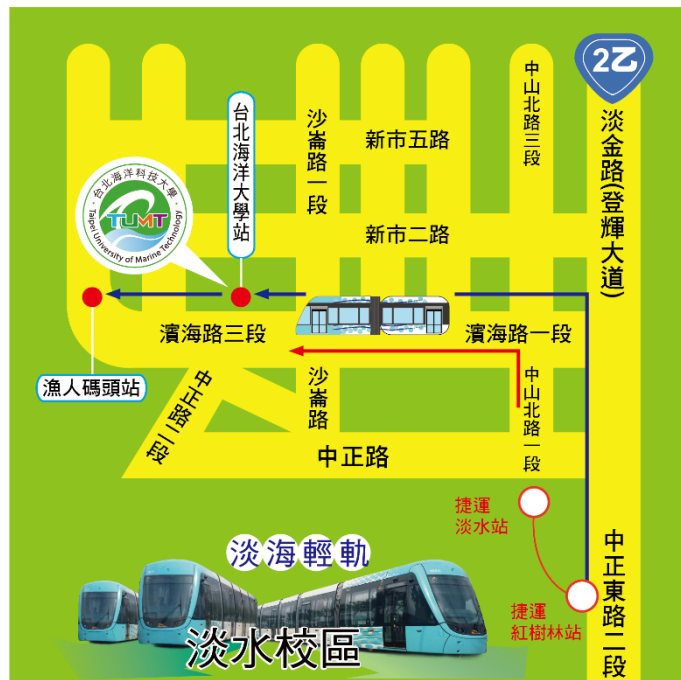 2乙
中山北路三段
淡金路(登輝大道)
台北海洋大學站
沙崙路一段
新市五路
台北海洋科技大學
TUMT
Taipei University of Marine Technology
新市二路
濱海路三段
濱海路一段
漁人碼頭站
中正路二段
沙崙路
中山北路一段
中正路
捷運
淡水站
淡海輕軌
中正東路二段
捷運
紅樹林站
淡水校區